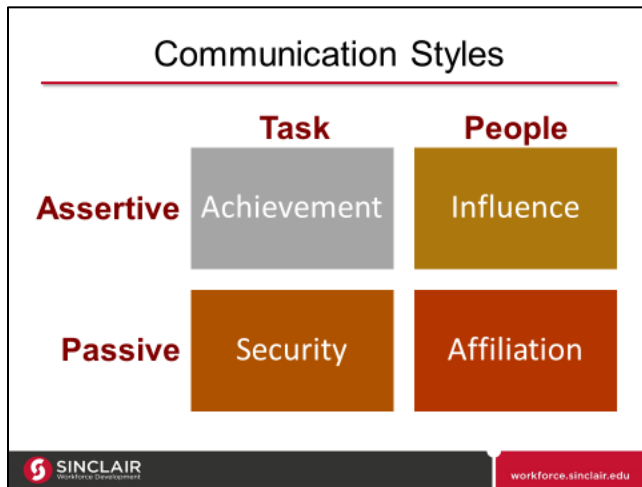 Communication Styles
Task People
Assertive Achievement Influence
Passive Security Affiliation
SINCLAIR
Workforce Development
workforce.sinclair.edu